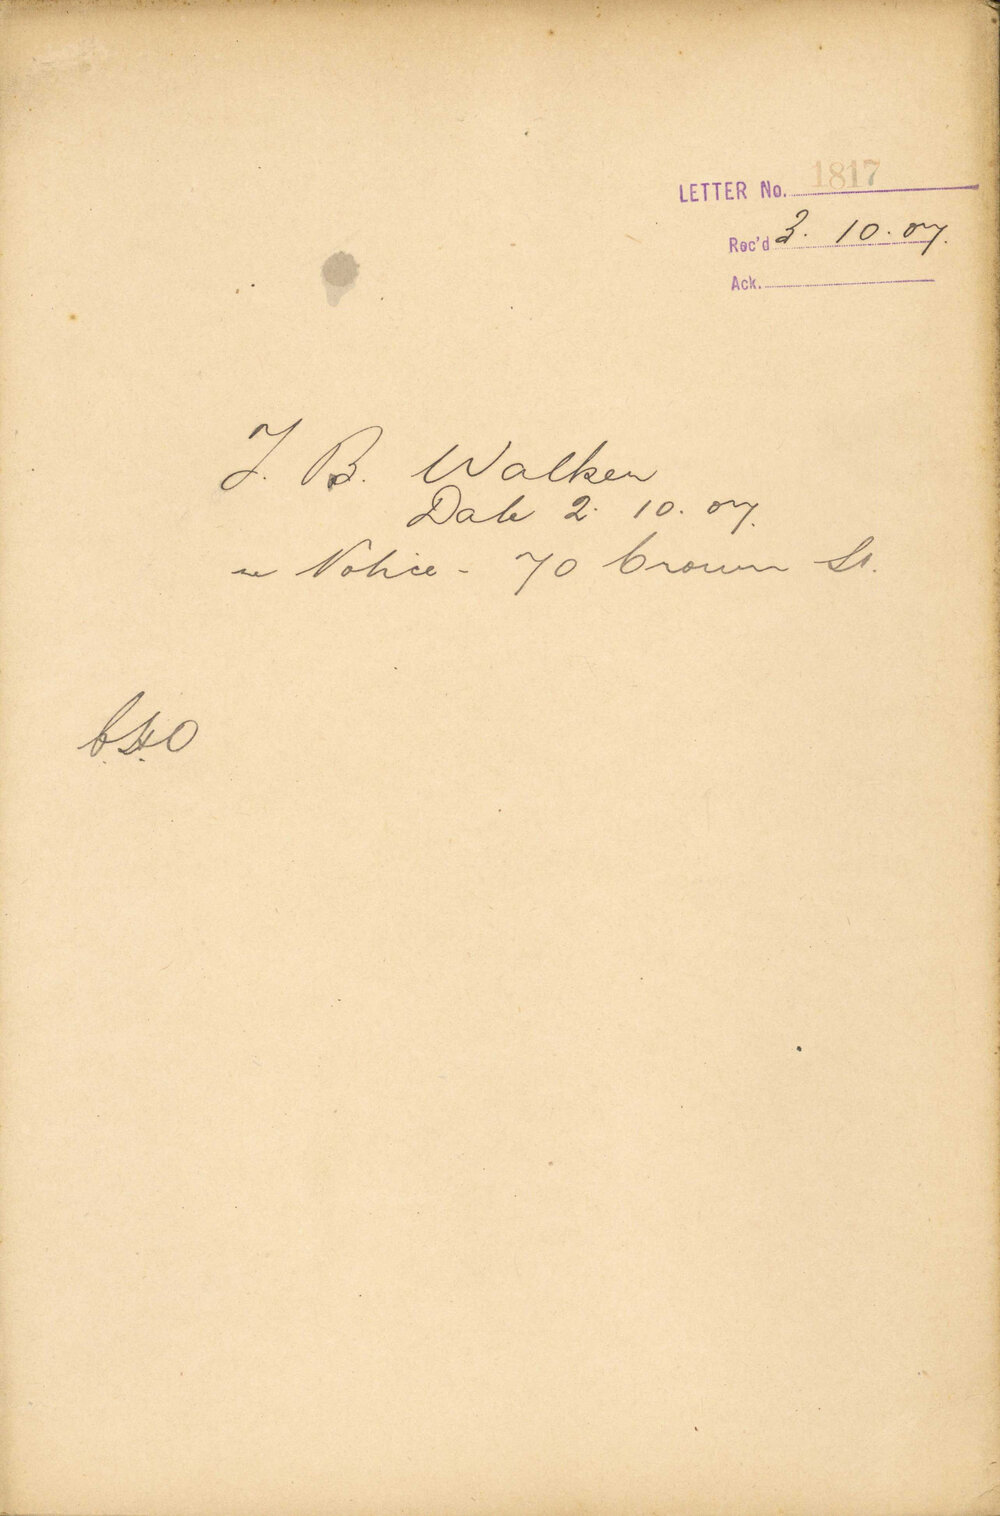 LETTER No. 1817
Rec'd 3. 10. 07.
Ack.
J. B. Walker
Date 2. 10. 07.
re Notice - 70 Crown St.
C.H.O